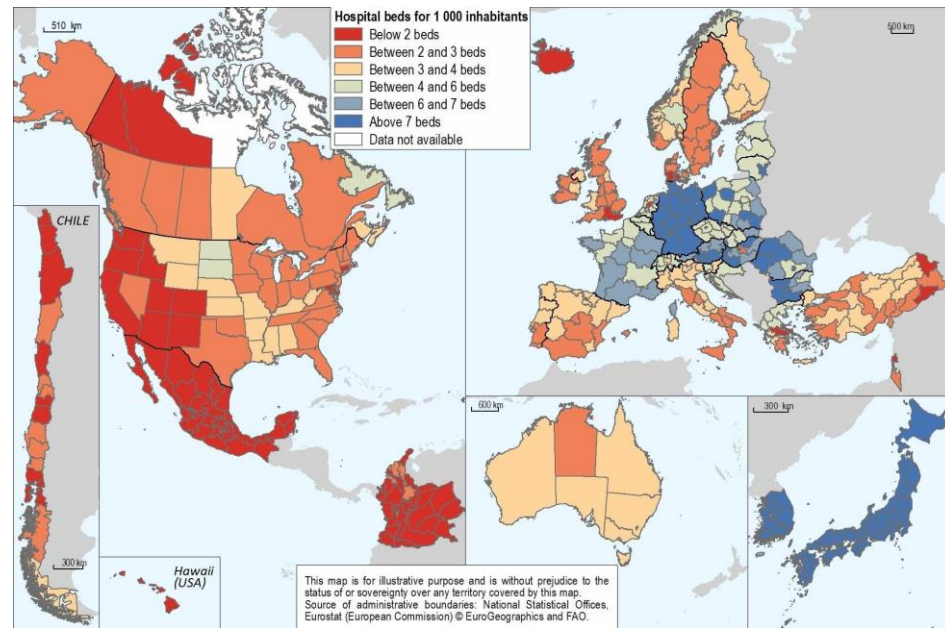 510 km
Hospital beds for 1 000 inhabitants
Below 2 beds
Between 2 and 3 beds
Between 3 and 4 beds
Between 4 and 6 beds
Between 6 and 7 beds
Above 7 beds
Data not available
500 km
CHILE
300 km
Hawaii
(USA)
600 km
300 km
This map is for illustrative purpose and is without prejudice to the
status of or sovereignty over any territory covered by this map.
Source of administrative boundaries: National Statistical Offices,
Eurostat (European Commission) © EuroGeographics and FAO.